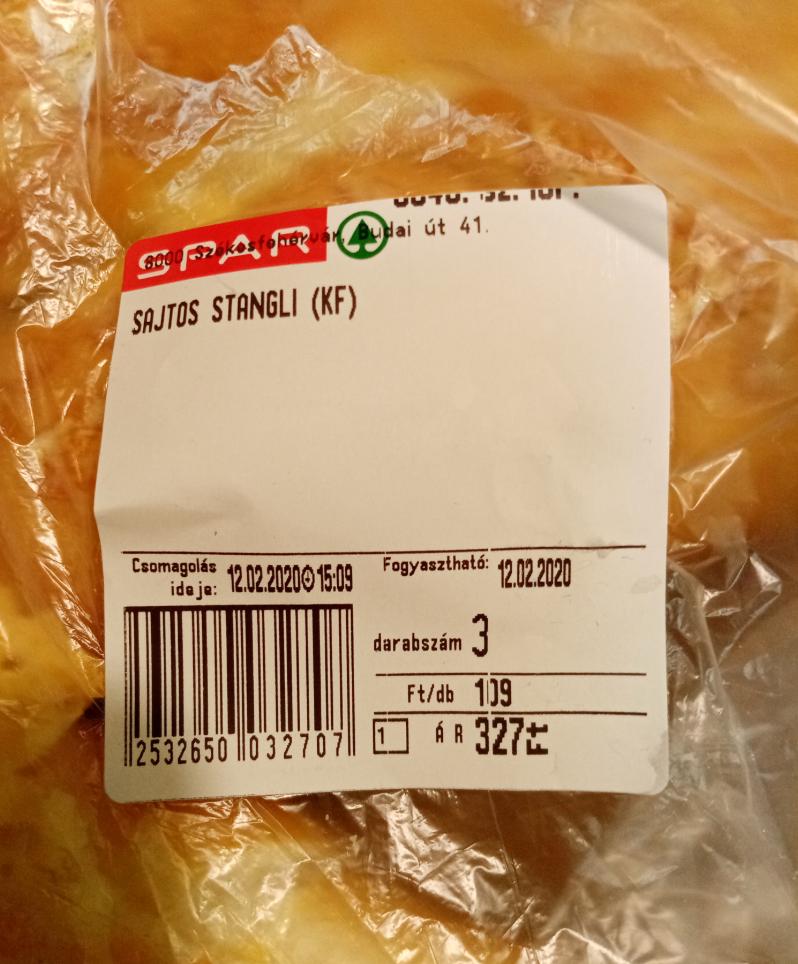 SPAR
8000 Székesfehérvár, Budai út 41.
SAJTOS STANGLI (KF)
Csomagolás ideje: 12.02.2020 15:09
Fogyasztható: 12.02.2020
darabszám 3
Ft/db 109
1 ÁR 327 Ft
2532650 032707